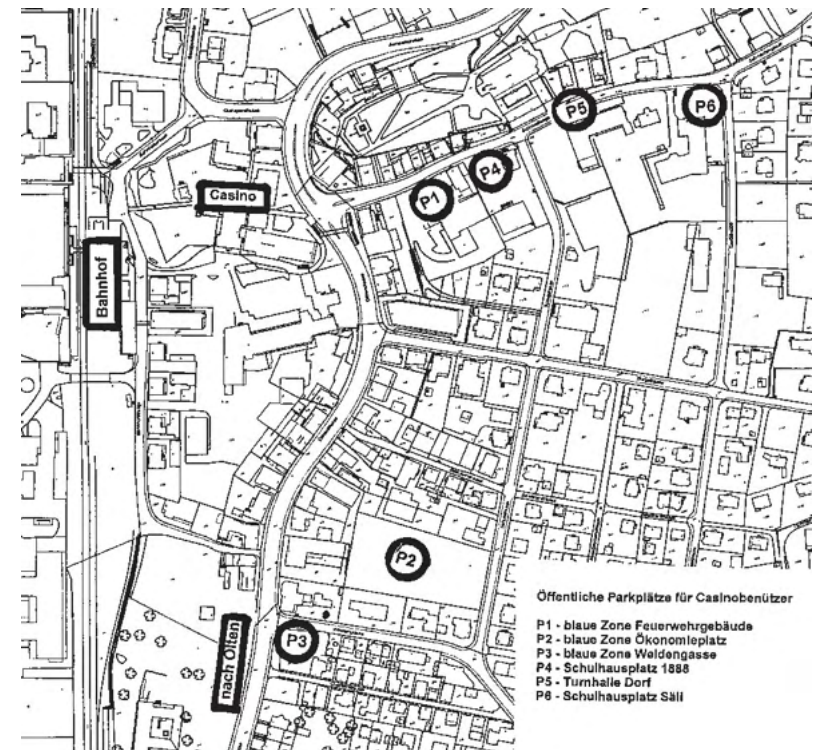 P5
P6
P4
P1
Casino
Bahnhof
P2
P3
nach Olten
Öffentliche Parkplätze für Casinobenützer
P1 - blaue Zone Feuerwehrgebäude
P2 - blaue Zone Ökonomieplatz
P3 - blaue Zone Weidengasse
P4 - Schulhausplatz 1888
P5 - Turnhalle Dorf
P6 - Schulhausplatz Säli